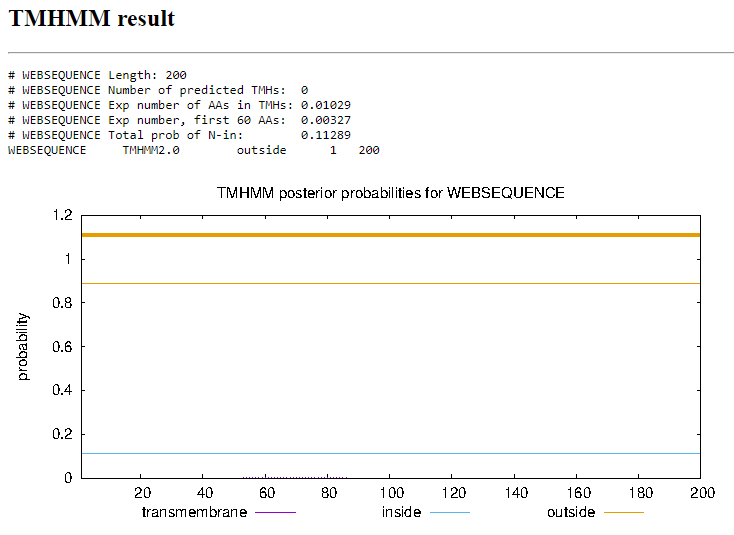 TMHMM result
# WEBSEQUENCE Length: 200
# WEBSEQUENCE Number of predicted TMHs:  0
# WEBSEQUENCE Exp number of AAs in TMHs: 0.01029
# WEBSEQUENCE Exp number, first 60 AAs:  0.00327
# WEBSEQUENCE Total prob of N-in:        0.11289
WEBSEQUENCE     TMHMM2.0        outside      1   200
TMHMM posterior probabilities for WEBSEQUENCE
1.2
1
0.8
0.6
0.4
0.2
0
probability
20 40 60 80 100 120 140 160 180 200
transmembrane inside outside